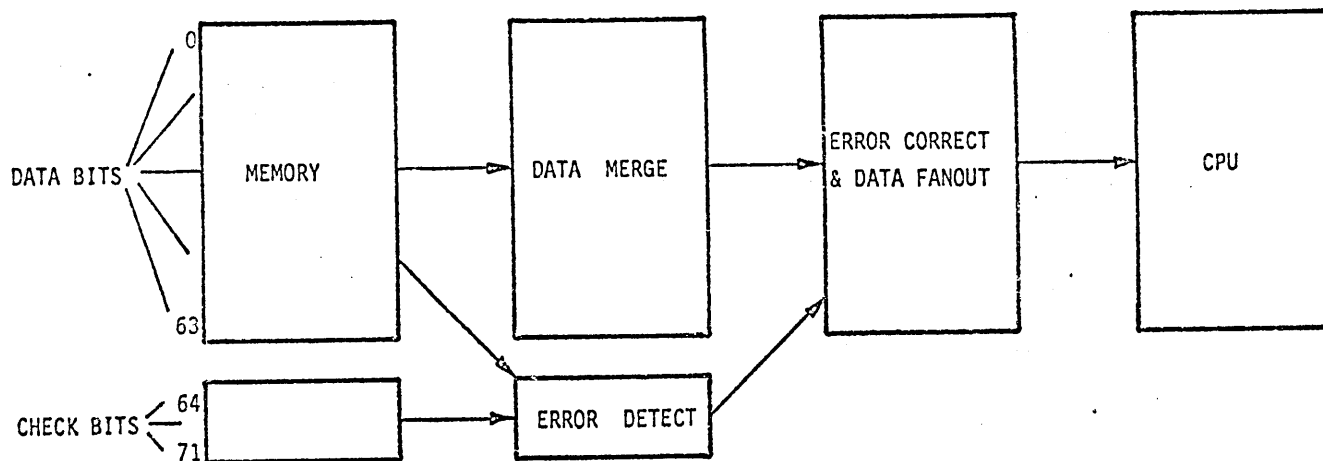 0
DATA BITS
63
MEMORY
DATA MERGE
ERROR CORRECT
& DATA FANOUT
CPU
CHECK BITS
64
71
ERROR DETECT